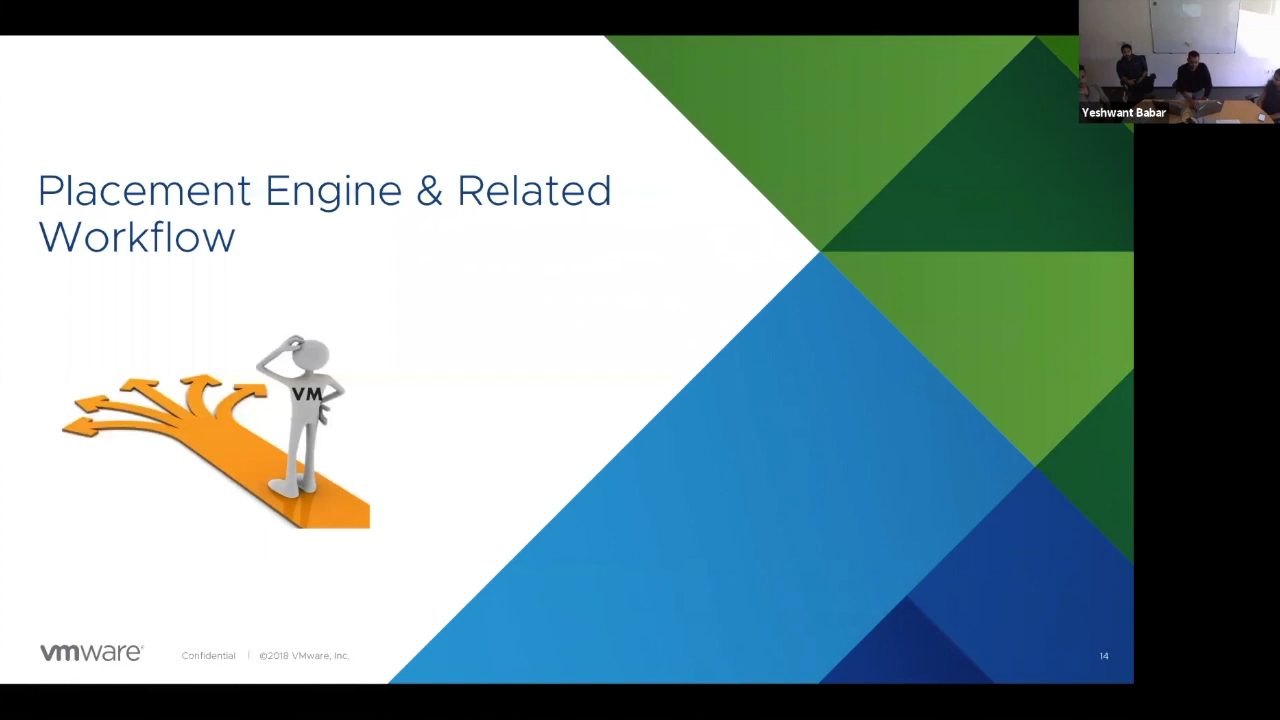 Yeshwant Babar
Placement Engine & Related
Workflow
VM
vmware®
Confidential | ©2018 VMware, Inc.
14